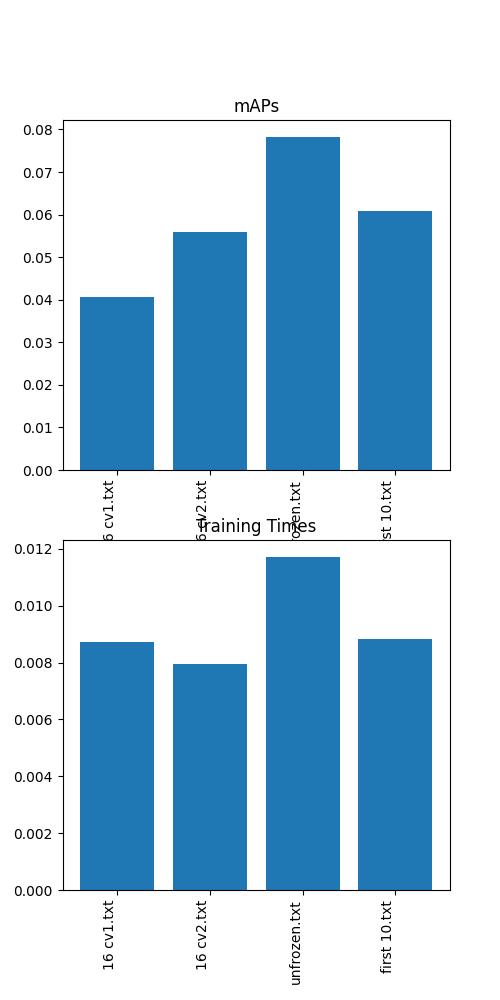 mAPs
0.08
0.07
0.06
0.05
0.04
0.03
0.02
0.01
0.00
6 cv1.txt
6 cv2.txt
ozen.txt
st 10.txt
Training Times
0.012
0.010
0.008
0.006
0.004
0.002
0.000
16 cv1.txt
16 cv2.txt
unfrozen.txt
first 10.txt